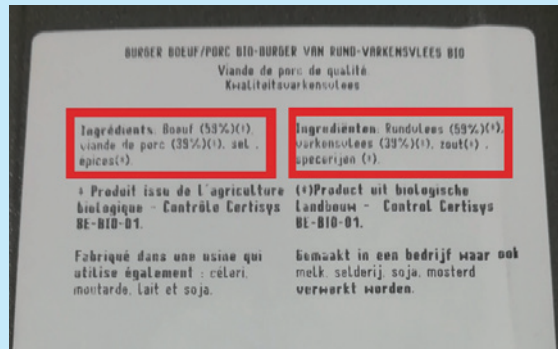 BURGER BOEUF/PORC BIO-BURGER VAN RUND-VARKENSVLEES BIO
Viande de porc de qualité
Kwaliteitsvarkensvlees
Ingrédients: Boeuf (59%)(*),
viande de porc (39%)(*), sel ,
épices(*).
* Produit issu de l'agriculture
biologique - Contrôle Certisys
BE-BIO-01.
Fabriqué dans une usine qui
utilise également : céleri,
moutarde, lait et soja.
Ingrediënten: Rundvlees (59%)(*),
varkensvlees (39%)(*), zout(*) ,
specerijen (*).
(*)Product uit biologische
Landbouw - Control Certisys
BE-BIO-01.
Gemaakt in een bedrijf waar ook
melk, selderij, soja, mosterd
verwerkt worden.